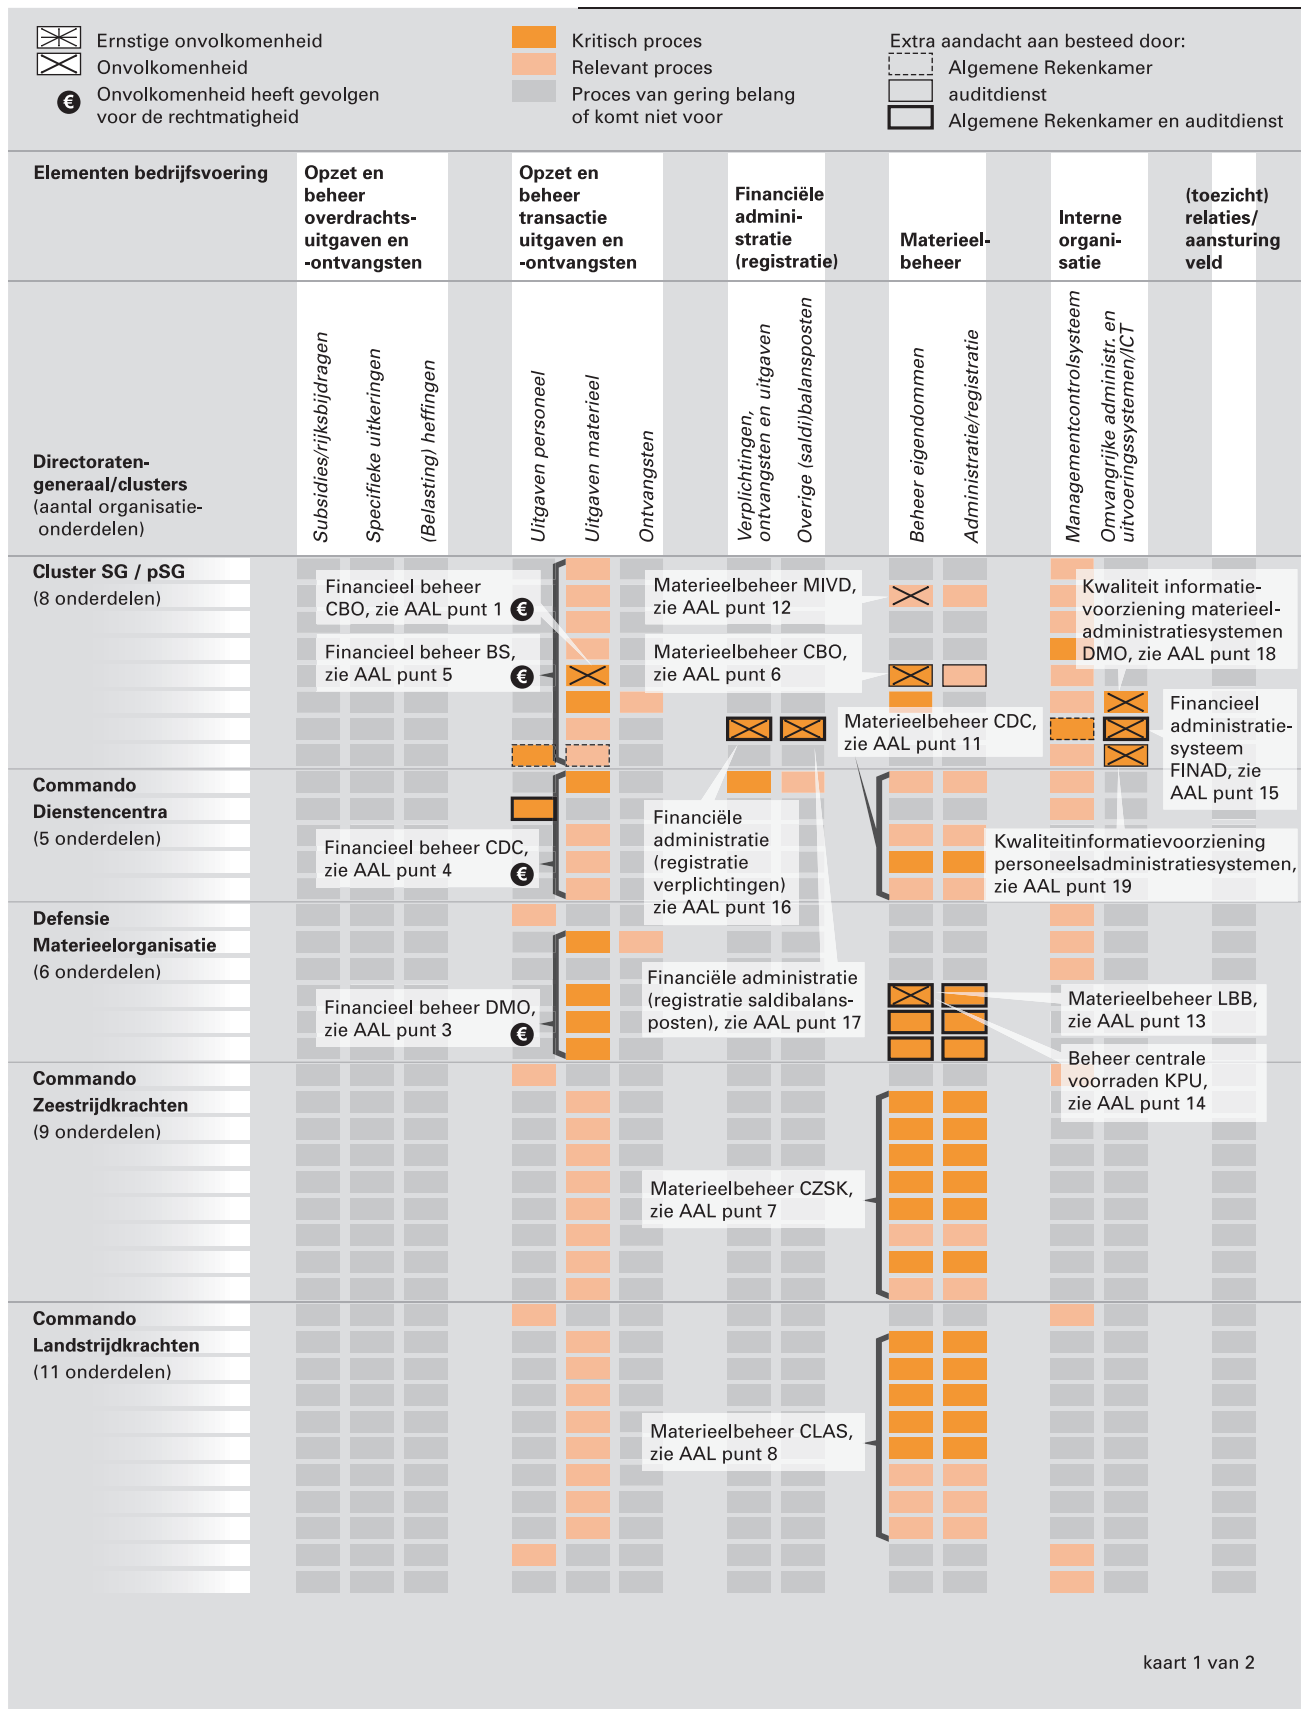 Ernstige onvolkomenheid
Onvolkomenheid
€ Onvolkomenheid heeft gevolgen
voor de rechtmatigheid
Kritisch proces
Relevant proces
Proces van gering belang
of komt niet voor
Extra aandacht aan besteed door:
Algemene Rekenkamer
auditdienst
Algemene Rekenkamer en auditdienst
Elementen bedrijfsvoering
Opzet en
beheer
overdrachts-
uitgaven en
-ontvangsten
Opzet en
beheer
transactie
uitgaven en
-ontvangsten
Financiële
admini-
stratie
(registratie)
Materieel-
beheer
Interne
organi-
satie
(toezicht)
relaties/
aansturing
veld
Directoraten-
generaal/clusters
(aantal organisatie-
onderdelen)
Subsidies/rijksbijdragen
Specifieke uitkeringen
(Belasting) heffingen
Uitgaven personeel
Uitgaven materieel
Ontvangsten
Verplichtingen,
ontvangsten en uitgaven
Overige (saldi)balansposten
Beheer eigendommen
Administratie/registratie
Managementcontrolsysteem
Omvangrijke administr. en
uitvoeringssystemen/ICT
Cluster SG / pSG
(8 onderdelen)
Financieel beheer
CBO, zie AAL punt 1 €
Financieel beheer BS,
zie AAL punt 5 €
Materieelbeheer MIVD,
zie AAL punt 12
Materieelbeheer CBO,
zie AAL punt 6
Materieelbeheer CDC,
zie AAL punt 11
Kwaliteit informatie-
voorziening materieel-
administratiesystemen
DMO, zie AAL punt 18
Financieel
administratie-
systeem
FINAD, zie
AAL punt 15
Commando
Dienstencentra
(5 onderdelen)
Financieel beheer CDC,
zie AAL punt 4 €
Financiële
administratie
(registratie
verplichtingen)
zie AAL punt 16
Kwaliteitinformatievoorziening
personeelsadministratiesystemen,
zie AAL punt 19
Defensie
Materieelorganisatie
(6 onderdelen)
Financieel beheer DMO,
zie AAL punt 3 €
Financiële administratie
(registratie saldibalans-
posten), zie AAL punt 17
Materieelbeheer LBB,
zie AAL punt 13
Beheer centrale
voorraden KPU,
zie AAL punt 14
Commando
Zeestrijdkrachten
(9 onderdelen)
Materieelbeheer CZSK,
zie AAL punt 7
Commando
Landstrijdkrachten
(11 onderdelen)
Materieelbeheer CLAS,
zie AAL punt 8
kaart 1 van 2